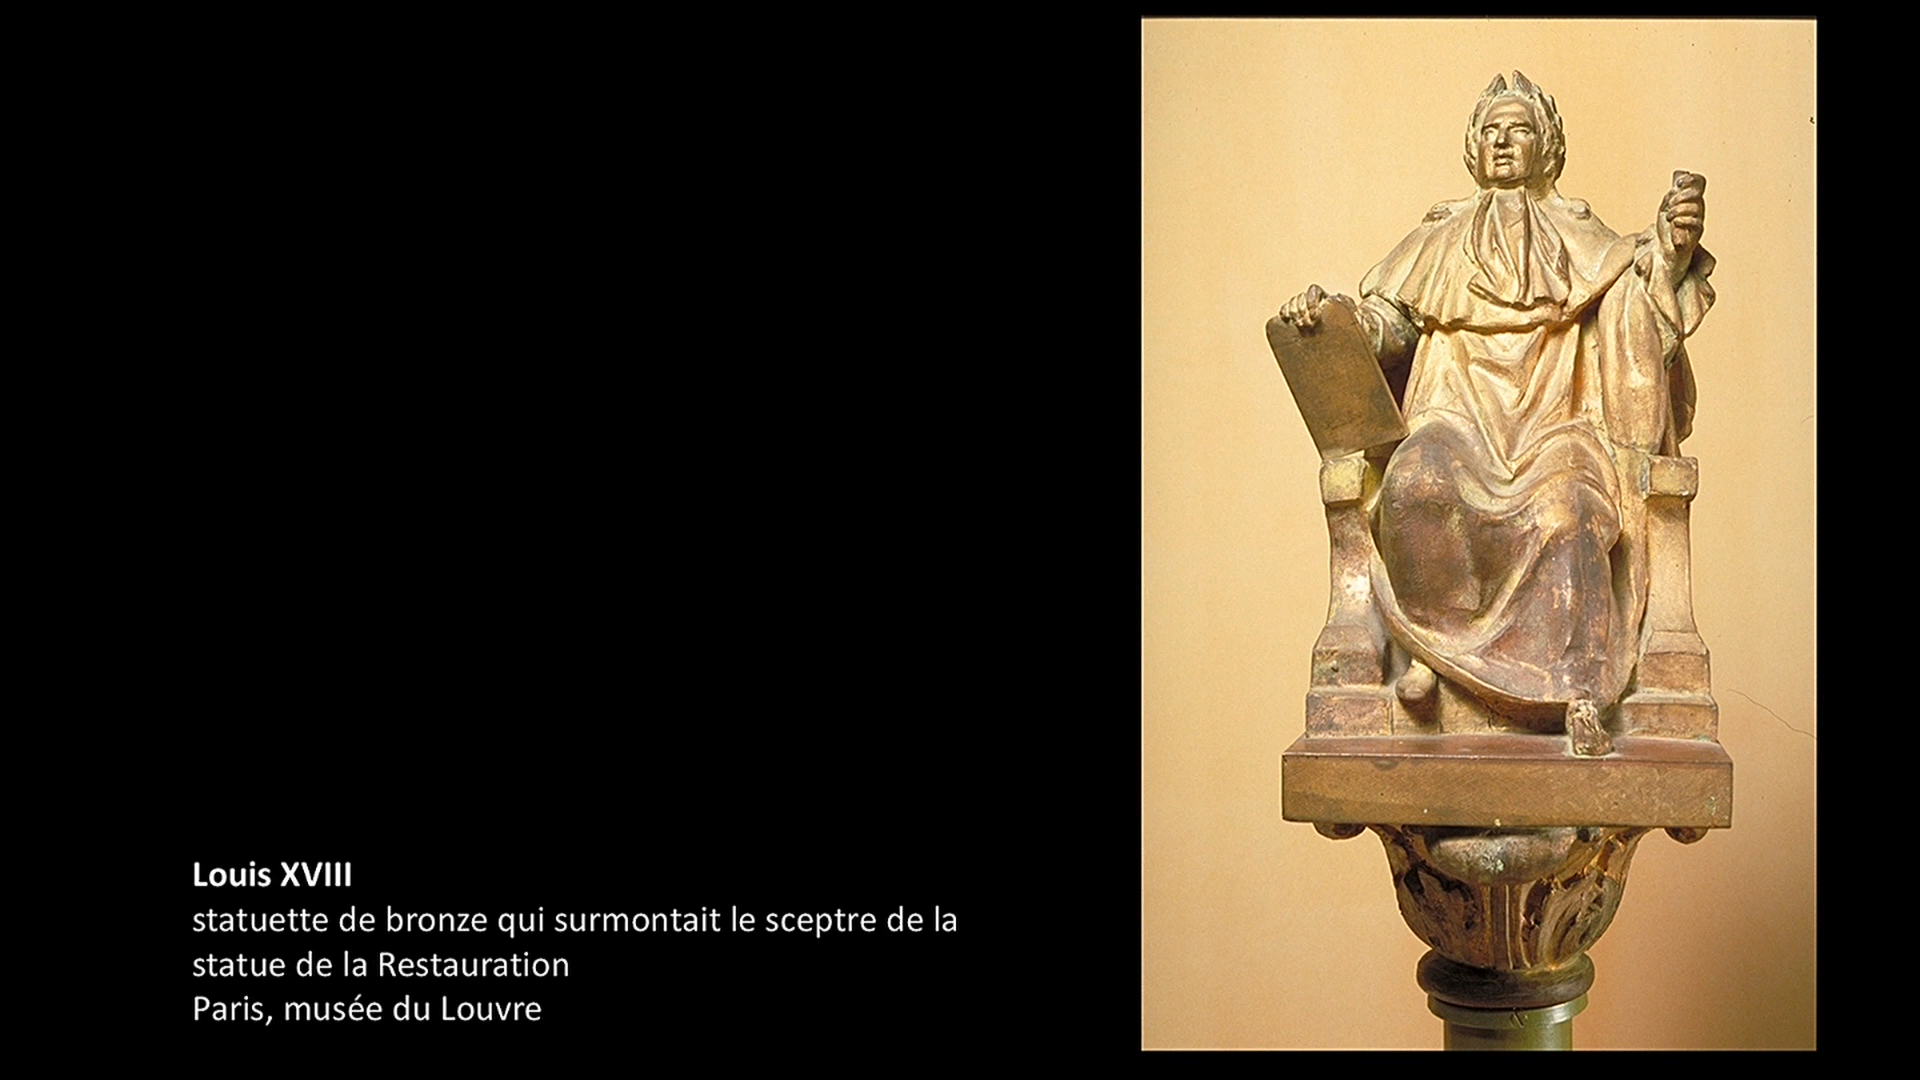 Louis XVIII
statuette de bronze qui surmontait le sceptre de la
statue de la Restauration
Paris, musée du Louvre